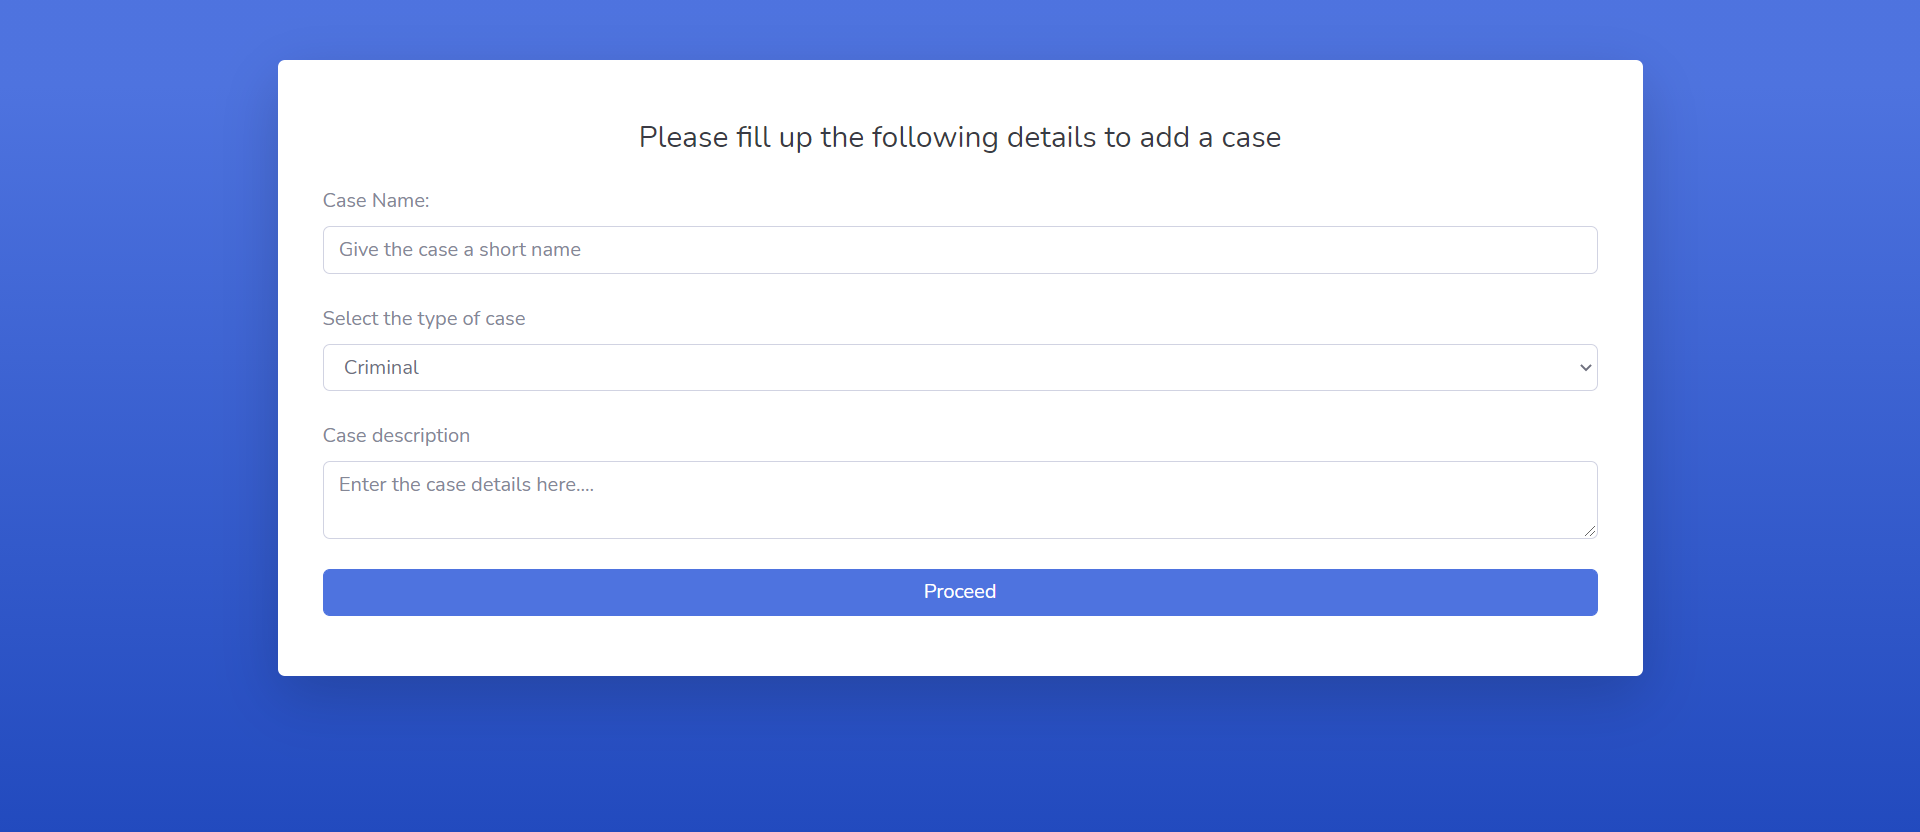 Please fill up the following details to add a case
Case Name:
Give the case a short name
Select the type of case
Criminal
Case description
Enter the case details here....
Proceed